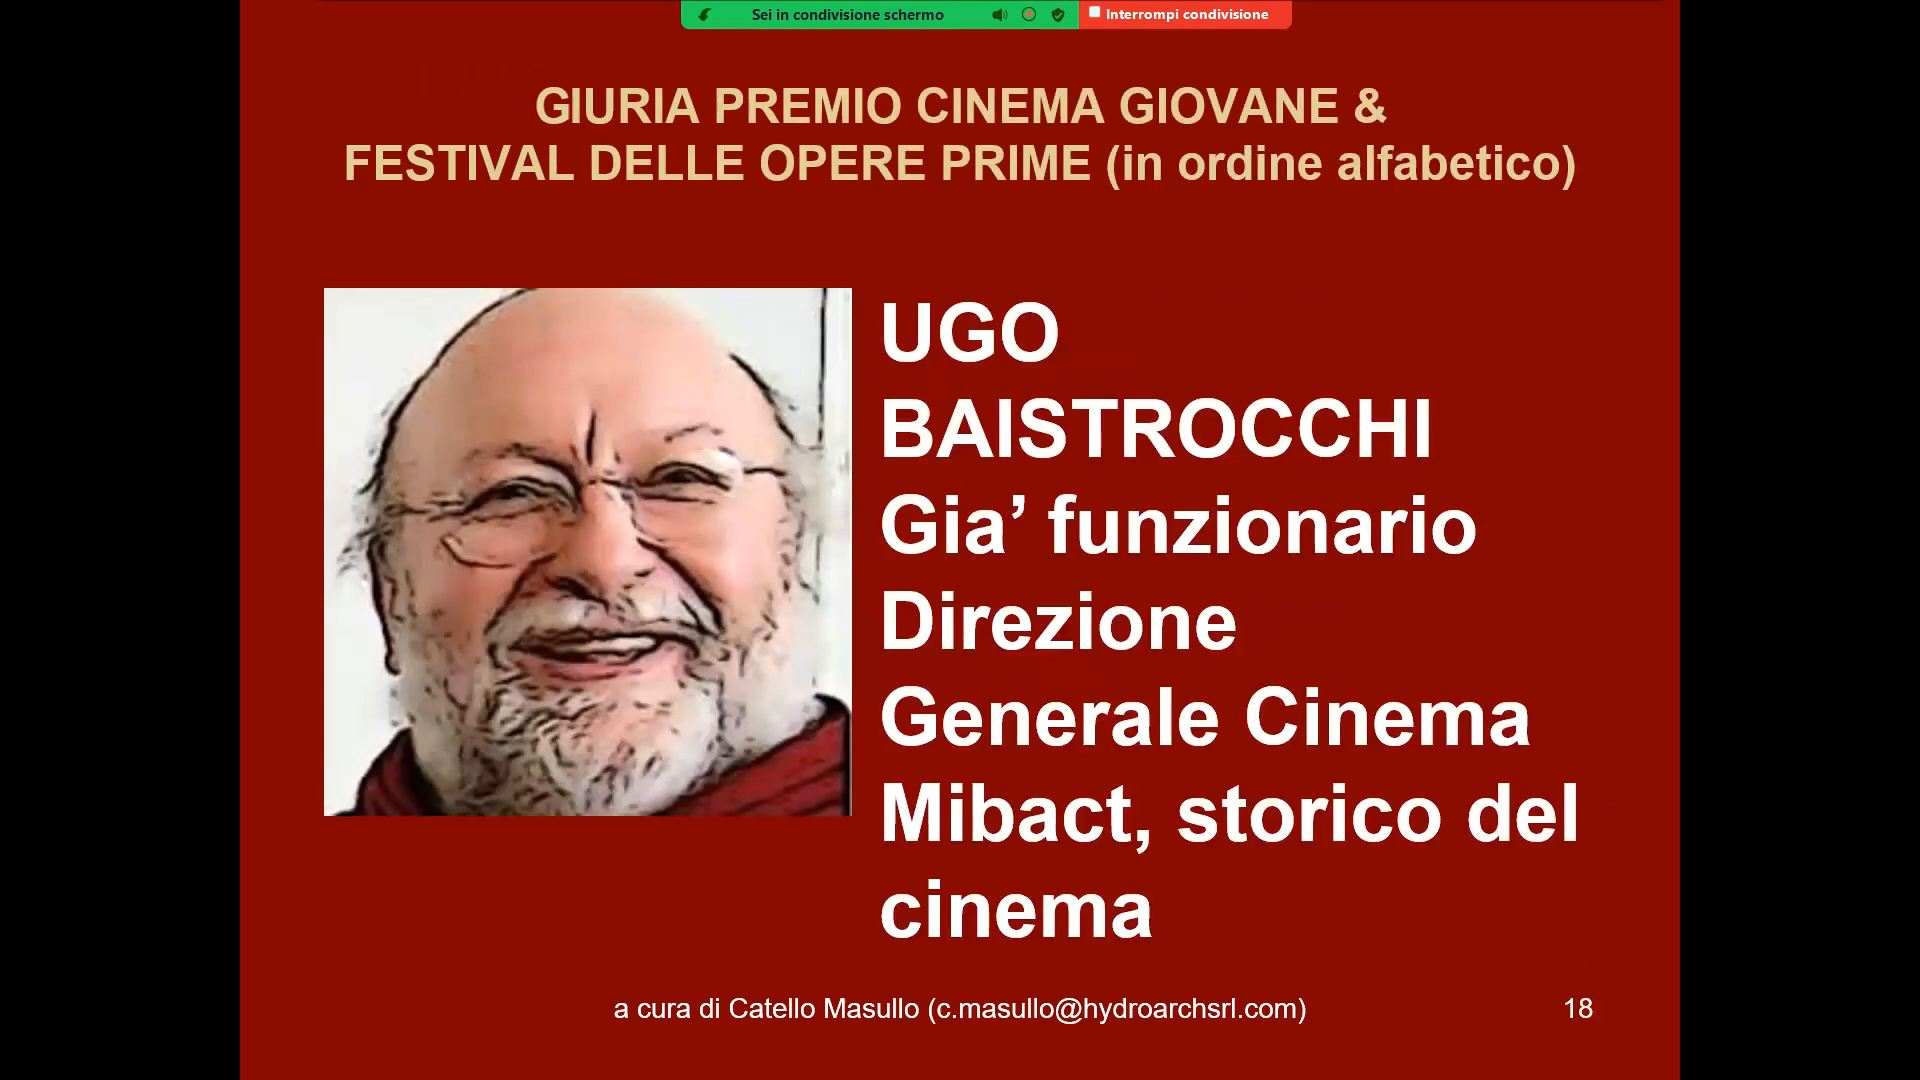 Sei in condivisione schermo
Interrompi condivisione
GIURIA PREMIO CINEMA GIOVANE &
FESTIVAL DELLE OPERE PRIME (in ordine alfabetico)
UGO
BAISTROCCHI
Gia’ funzionario
Direzione
Generale Cinema
Mibact, storico del
cinema
a cura di Catello Masullo (c.masullo@hydroarchsrl.com)
18